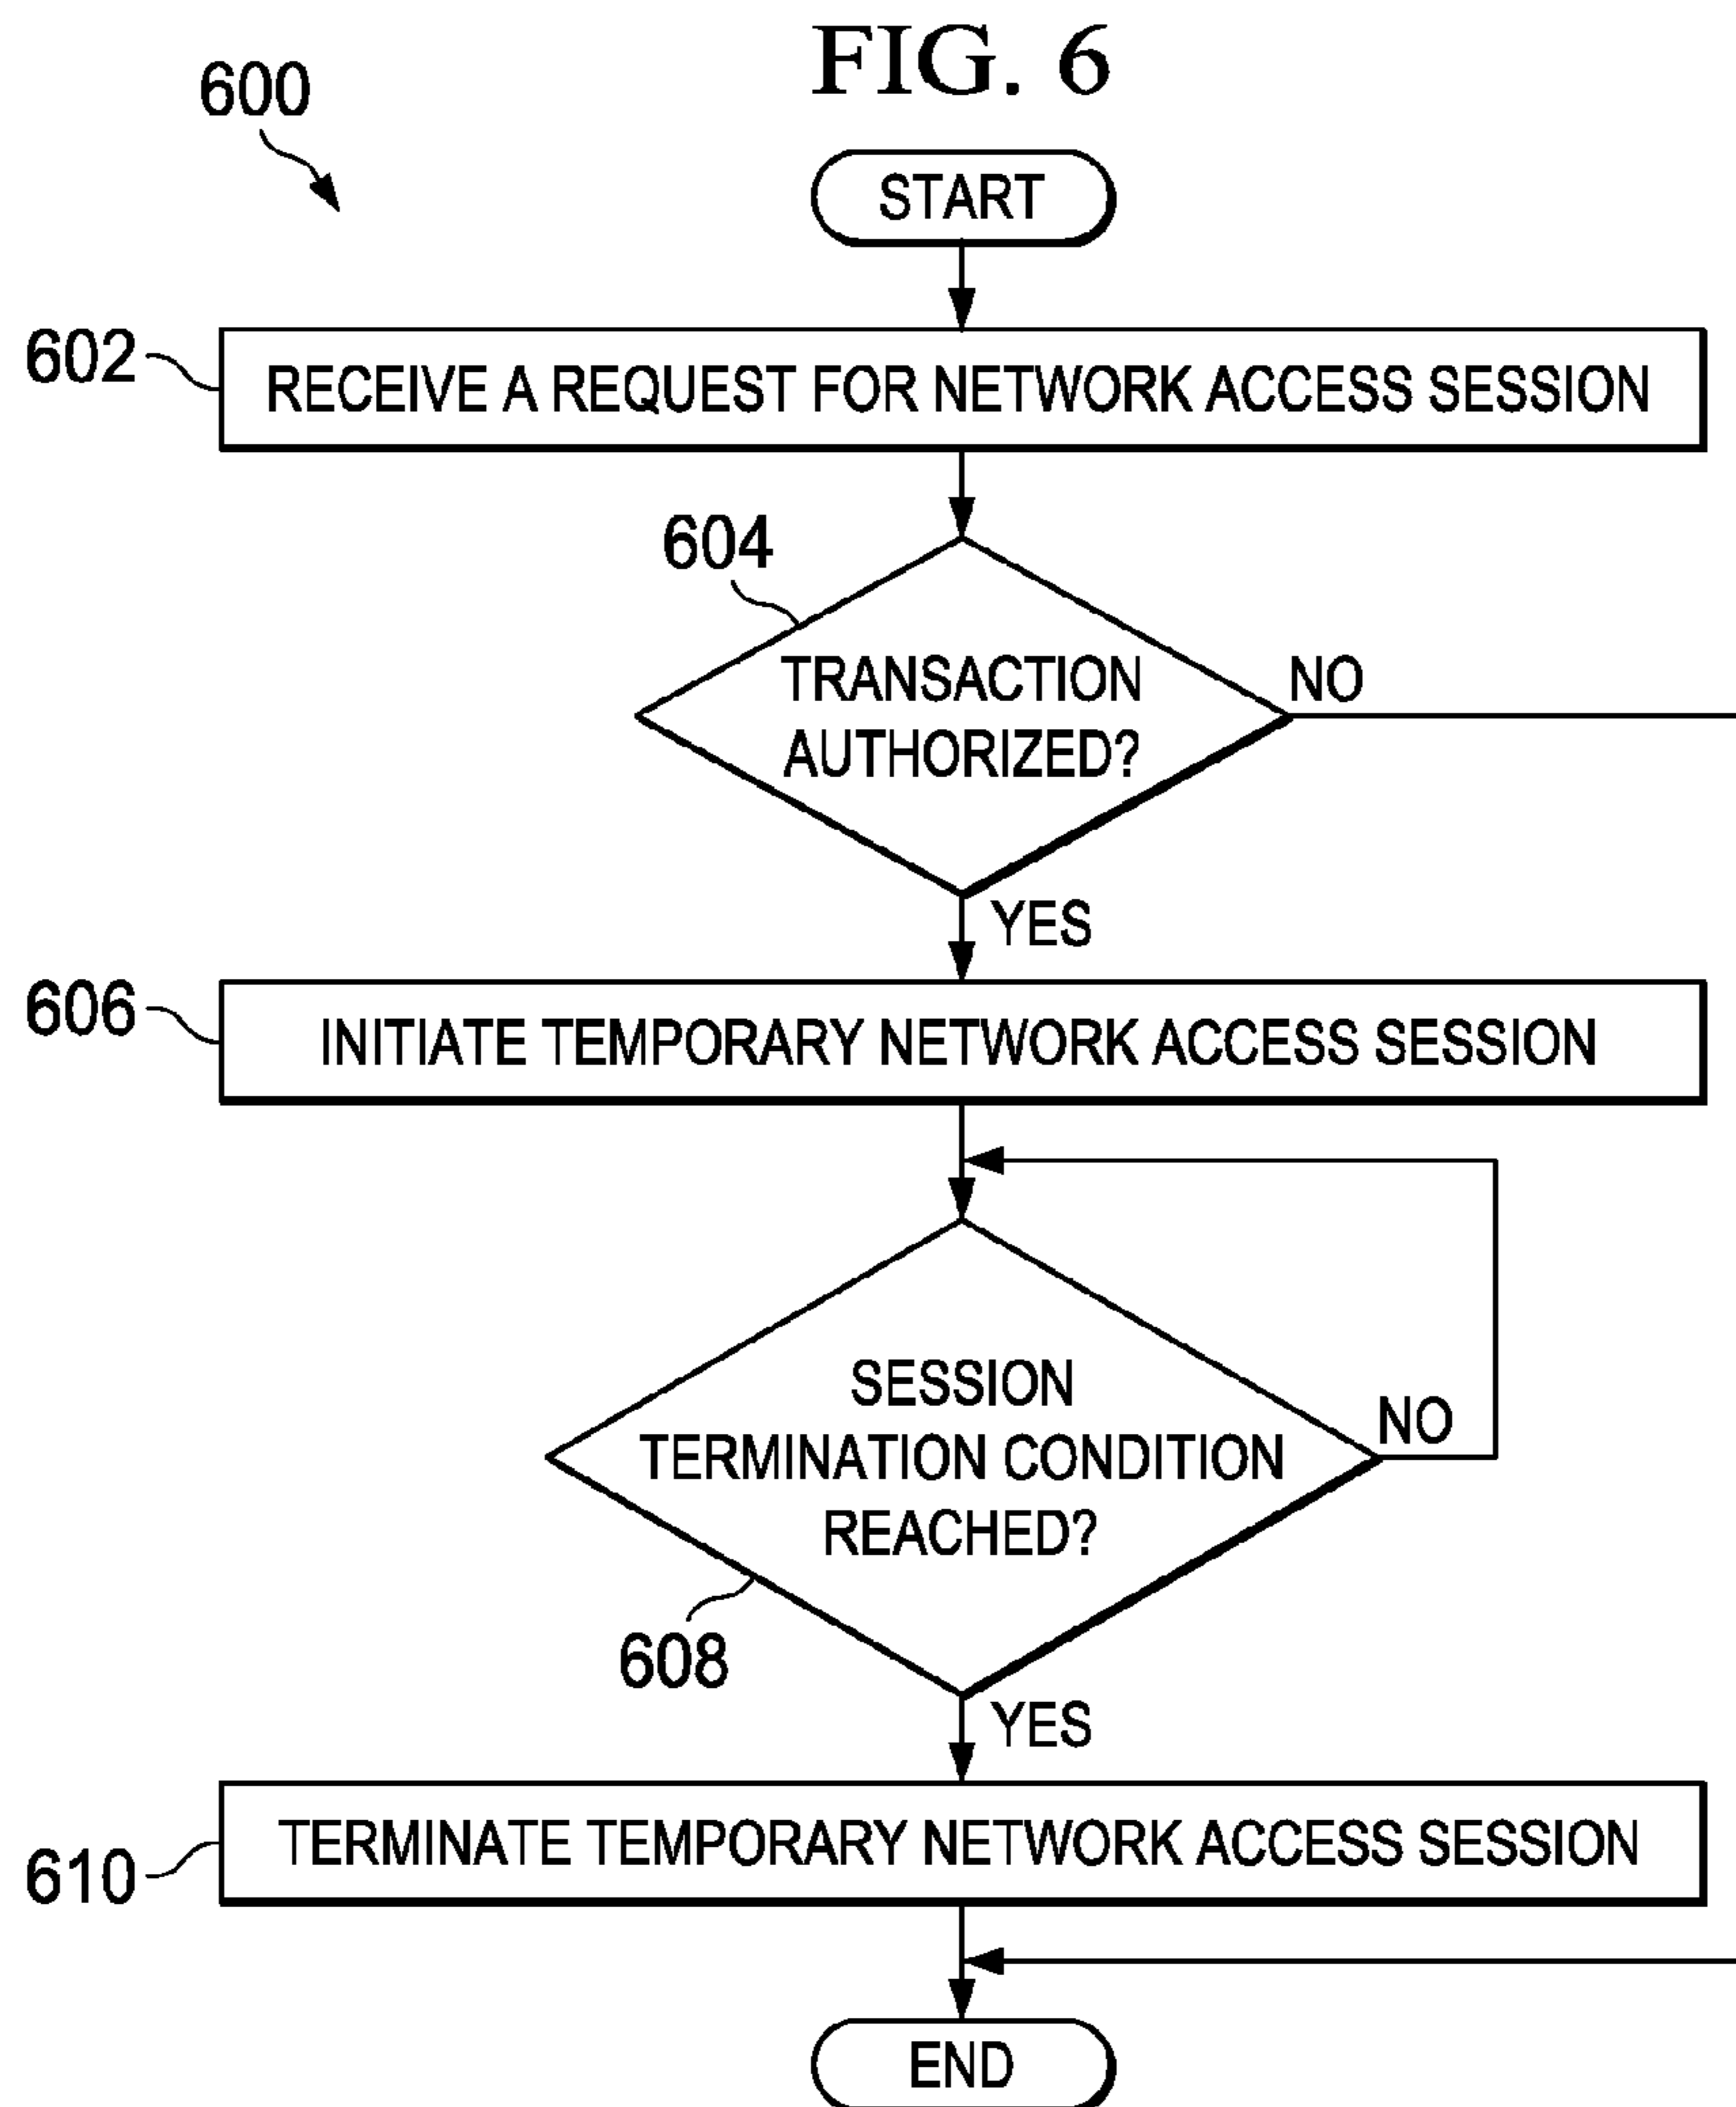 FIG. 6
600
START
602
RECEIVE A REQUEST FOR NETWORK ACCESS SESSION
604
TRANSACTION
AUTHORIZED?
NO
YES
606
INITIATE TEMPORARY NETWORK ACCESS SESSION
SESSION
TERMINATION CONDITION
REACHED?
NO
608
YES
610
TERMINATE TEMPORARY NETWORK ACCESS SESSION
END